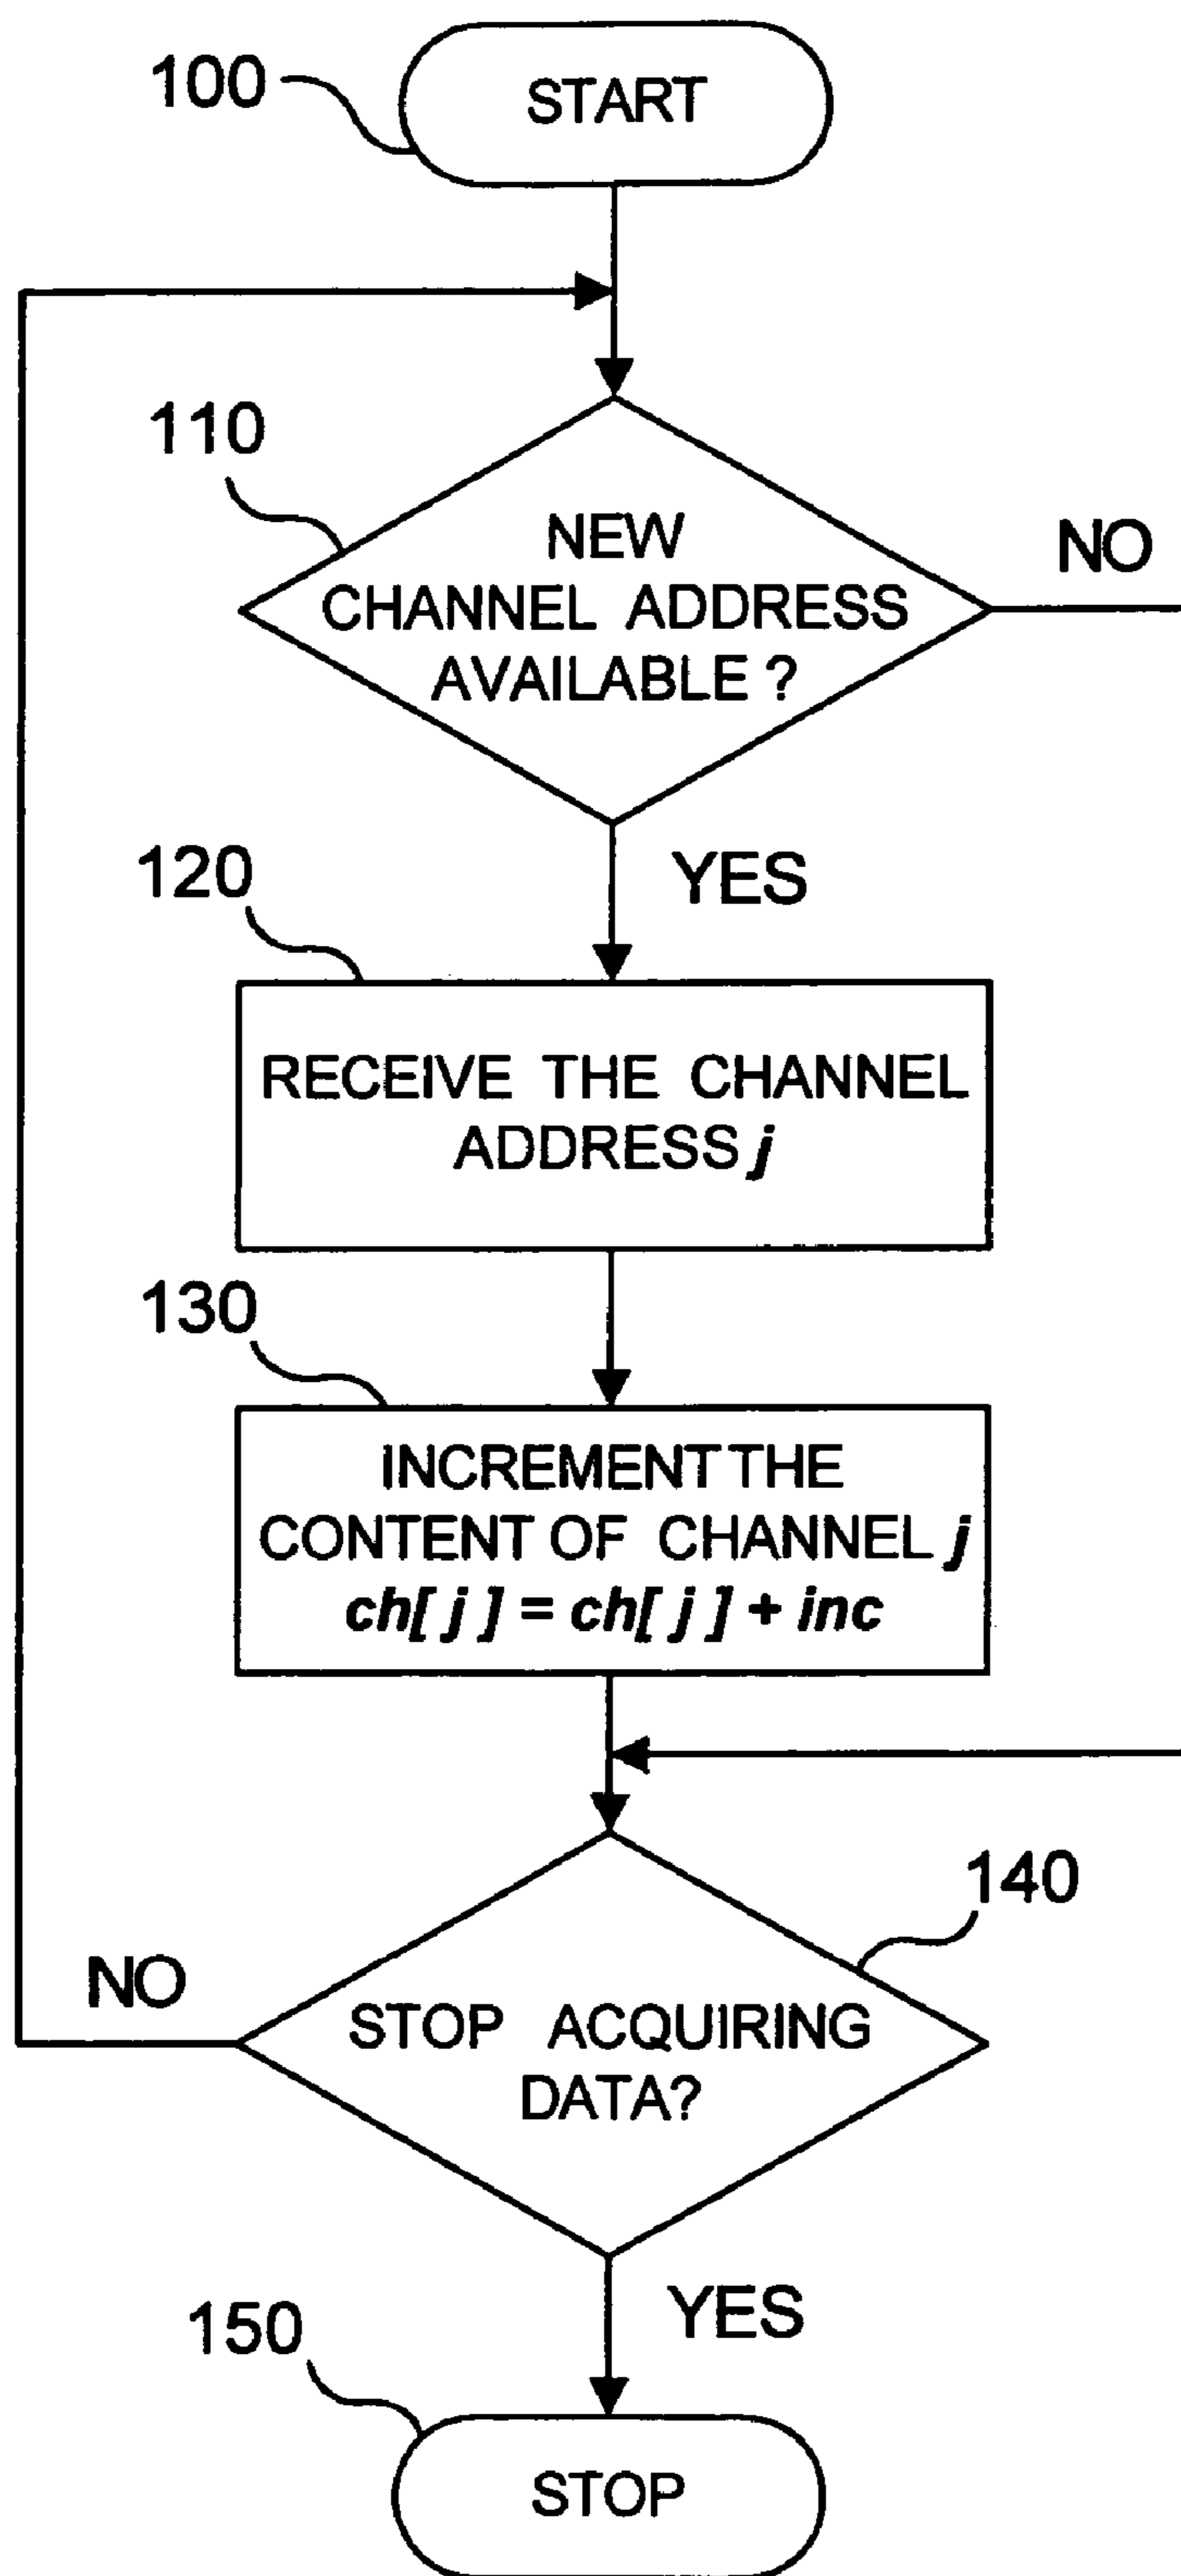 100
START
110
NEW
CHANNEL ADDRESS
AVAILABLE ?
NO
YES
120
RECEIVE THE CHANNEL
ADDRESS j
130
INCREMENT THE
CONTENT OF CHANNEL j
ch[ j ] = ch[ j ] + inc
140
NO
STOP ACQUIRING
DATA?
YES
150
STOP